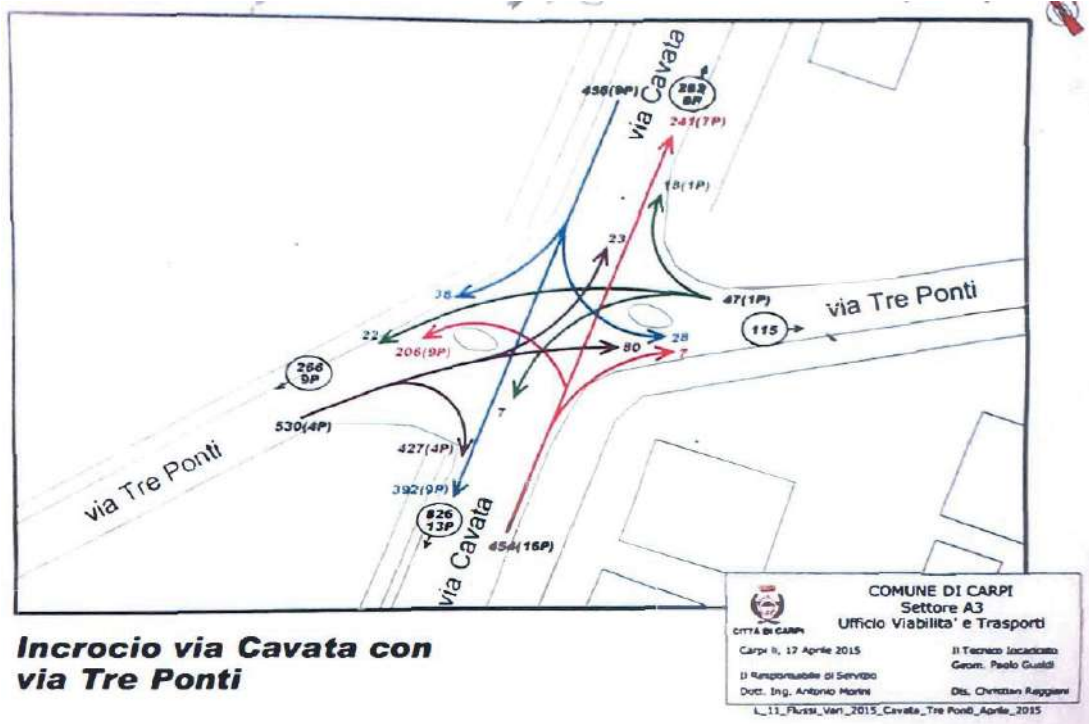 458(9P)
via Cavata
282
8P
241(7P)
18(1P)
23
38
47(1P)
via Tre Ponti
115
22
28
206(9P)
80
7
266
9P
7
530(4P)
427(4P)
via Tre Ponti
392(9P)
826
13P
via Cavata
454(16P)
Incrocio via Cavata con
via Tre Ponti
COMUNE DI CARPI
Settore A3
Ufficio Viabilita' e Trasporti
CITTÀ DI CARPI
Carpi li, 17 Aprile 2015
Il Tecnico Incaricato
Geom. Paolo Gualdi
Il Responsabile di Servizio
Dott. Ing. Antonio Morini
Dis. Christian Reggiani
L_11_Flussi_Vari_2015_Cavata_Tre Ponti_Aprile_2015